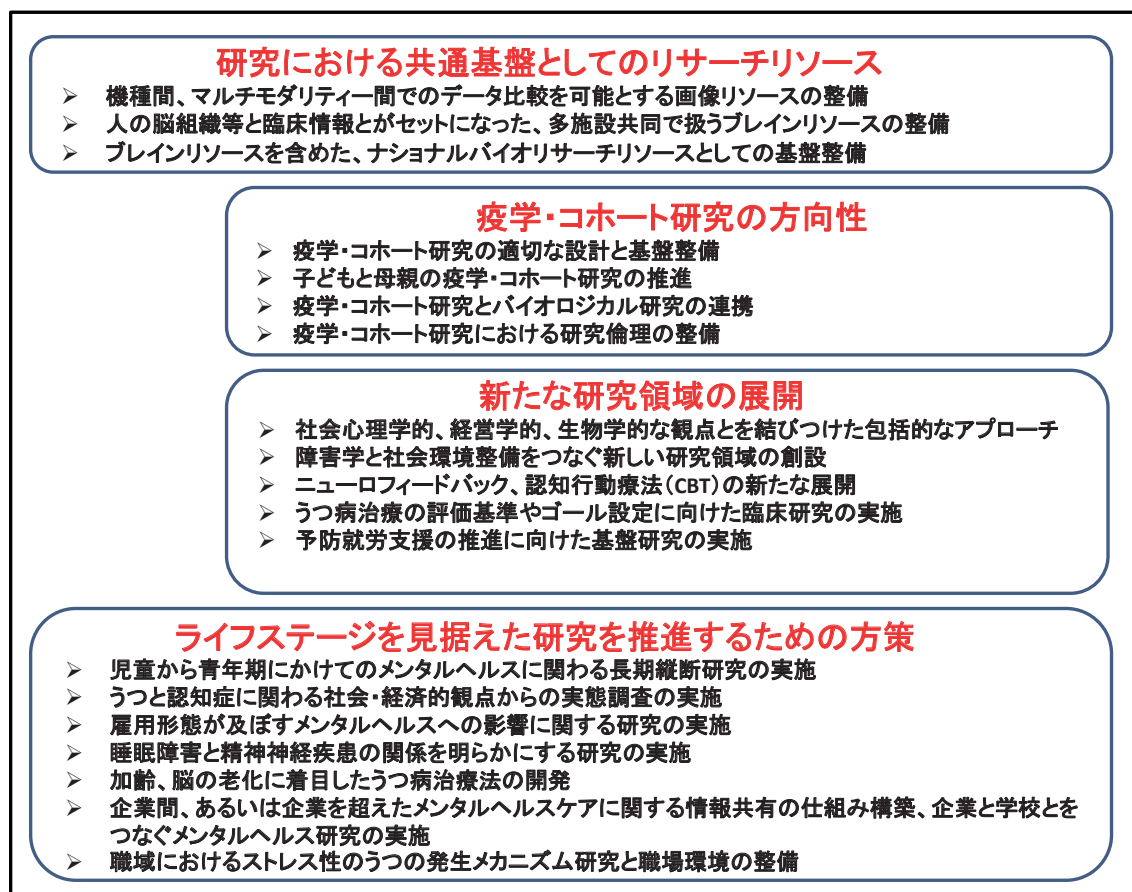 研究における共通基盤としてのリサーチリソース
➢ 機種間、マルチモダリティー間でのデータ比較を可能とする画像リソースの整備
➢ 人の脳組織等と臨床情報とがセットになった、多施設共同で扱うブレインリソースの整備
➢ ブレインリソースを含めた、ナショナルバイオリサーチリソースとしての基盤整備
疫学・コホート研究の方向性
➢ 疫学・コホート研究の適切な設計と基盤整備
➢ 子どもと母親の疫学・コホート研究の推進
➢ 疫学・コホート研究とバイオロジカル研究の連携
➢ 疫学・コホート研究における研究倫理の整備
新たな研究領域の展開
➢ 社会心理学的、経営学的、生物学的な観点とを結びつけた包括的なアプローチ
➢ 障害学と社会環境整備をつなぐ新しい研究領域の創設
➢ ニューロフィードバック、認知行動療法（CBT）の新たな展開
➢ うつ病治療の評価基準やゴール設定に向けた臨床研究の実施
➢ 予防就労支援の推進に向けた基盤研究の実施
ライフステージを見据えた研究を推進するための方策
➢ 児童から青年期にかけてのメンタルヘルスに関わる長期縦断研究の実施
➢ うつと認知症に関わる社会・経済的観点からの実態調査の実施
➢ 雇用形態が及ぼすメンタルヘルスへの影響に関する研究の実施
➢ 睡眠障害と精神神経疾患の関係を明らかにする研究の実施
➢ 加齢、脳の老化に着目したうつ病治療法の開発
➢ 企業間、あるいは企業を超えたメンタルヘルスケアに関する情報共有の仕組み構築、企業と学校とを
つなぐメンタルヘルス研究の実施
➢ 職域におけるストレス性のうつの発生メカニズム研究と職場環境の整備